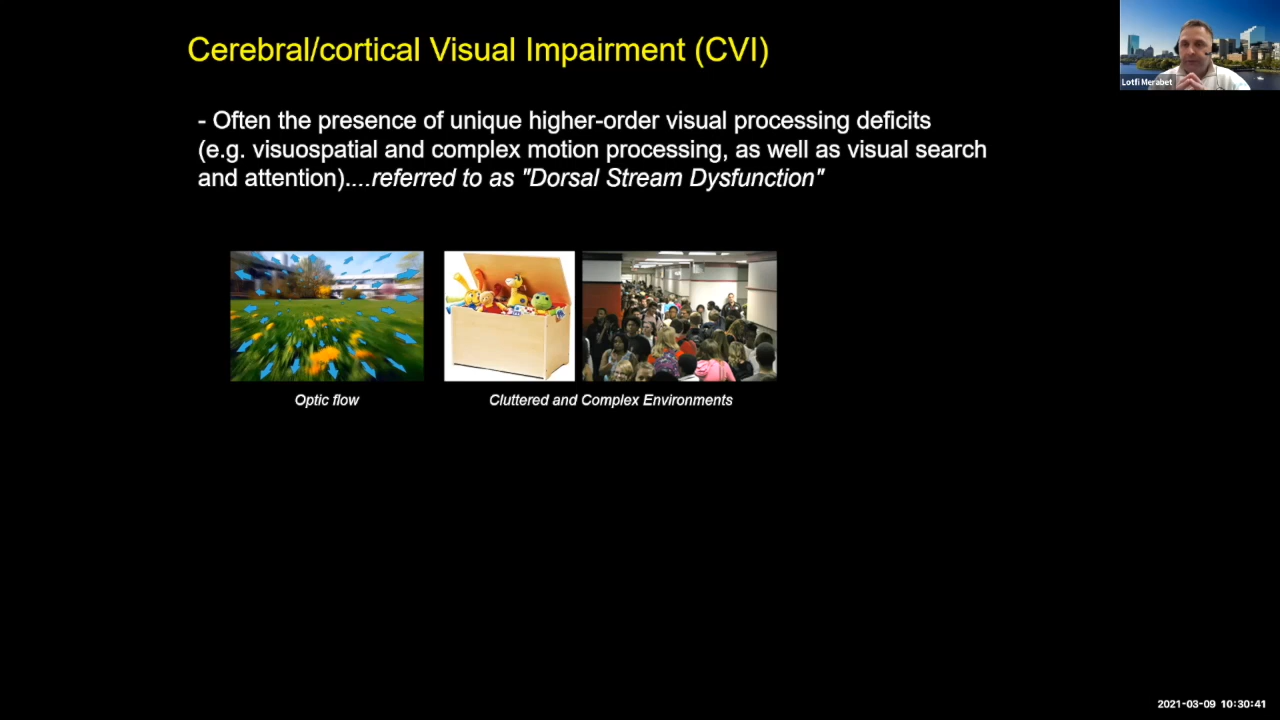 Cerebral/cortical Visual Impairment (CVI)
Lotfi Merabet
- Often the presence of unique higher-order visual processing deficits
(e.g. visuospatial and complex motion processing, as well as visual search
and attention)....referred to as "Dorsal Stream Dysfunction"
Optic flow
Cluttered and Complex Environments
2021-03-09 10:30:41